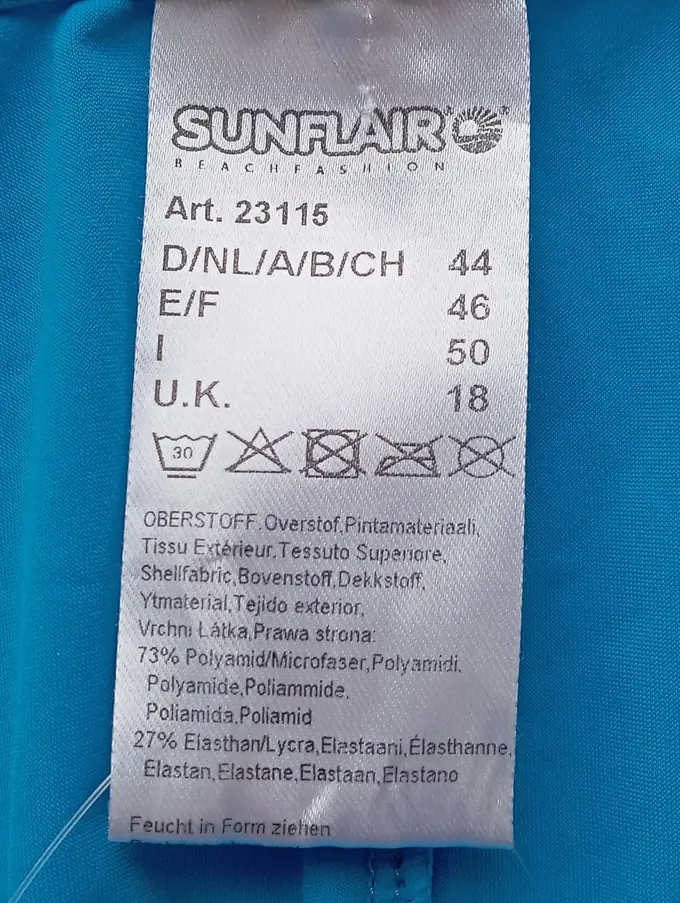 SUNFLAIR®
BEACHFASHION
Art. 23115
D/NL/A/B/CH 44
E/F 46
I 50
U.K. 18
30
OBERSTOFF,Overstof,Pintamateriaali,
Tissu Extérieur,Tessuto Superiore,
Shellfabric,Bovenstoff,Dekkstoff,
Ytmaterial,Tejido exterior,
Vrchni Látka,Prawa strona:
73% Polyamid/Microfaser,Polyamidi,
Polyamide,Poliammide,
Poliamida,Poliamid
27% Elasthan/Lycra,Elastaani,Élasthanne,
Elastan,Elastane,Elastaan,Elastano
Feucht in Form ziehen